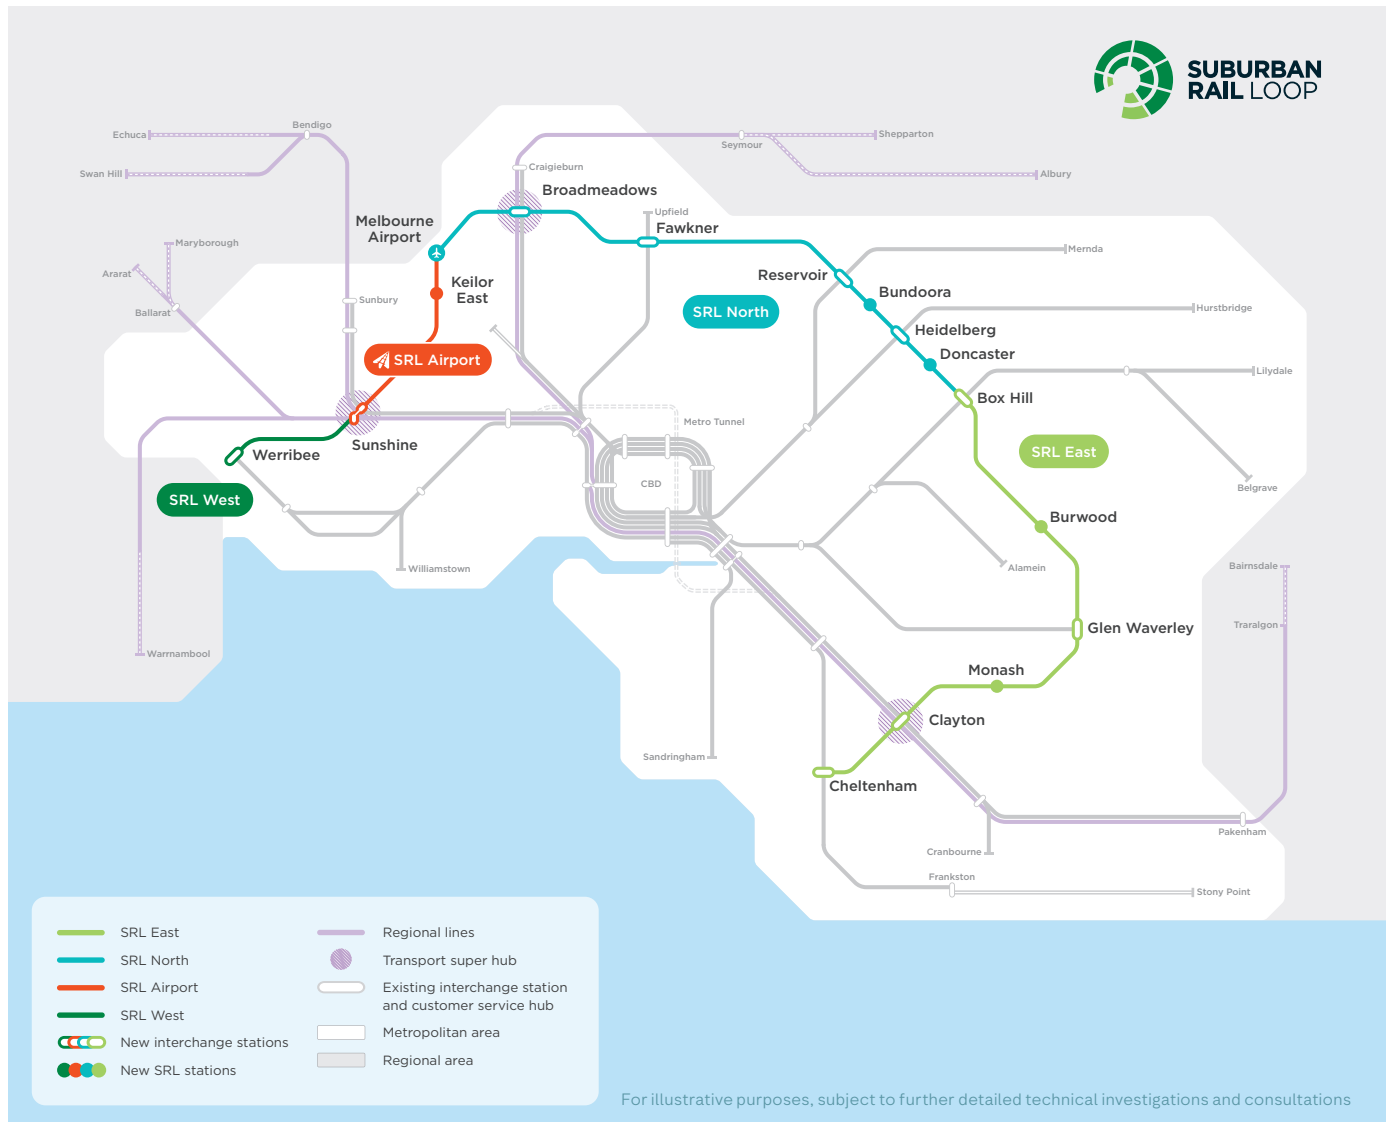 SUBURBAN
RAIL LOOP
Echuca
Bendigo
Swan Hill
Seymour
Shepparton
Albury
Craigieburn
Broadmeadows
Melbourne
Airport
Upfield
Fawkner
Maryborough
Ararat
Ballarat
Sunbury
Keilor
East
Mernda
Reservoir
Bundoora
SRL North
Heidelberg
Hurstbridge
Doncaster
SRL Airport
Lilydale
Box Hill
Metro Tunnel
Sunshine
Werribee
SRL East
SRL West
CBD
Belgrave
Burwood
Williamstown
Alamein
Bairnsdale
Traralgon
Glen Waverley
Warrnambool
Monash
Clayton
Sandringham
Cheltenham
Pakenham
Cranbourne
Frankston
Stony Point
SRL East
SRL North
SRL Airport
SRL West
New interchange stations
New SRL stations
Regional lines
Transport super hub
Existing interchange station
and customer service hub
Metropolitan area
Regional area
For illustrative purposes, subject to further detailed technical investigations and consultations